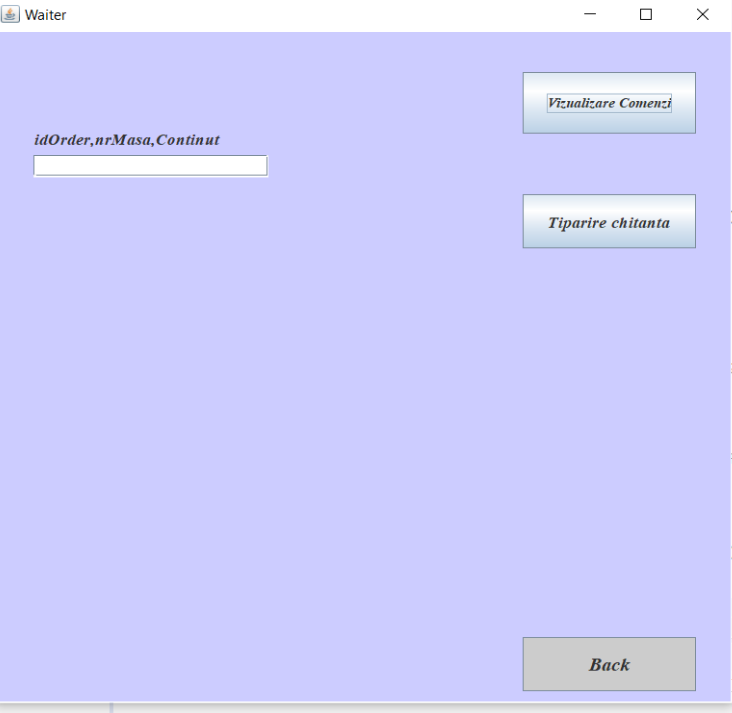 Waiter
Vizualizare Comenzi
idOrder,nrMasa,Continut
Tiparire chitanta
Back